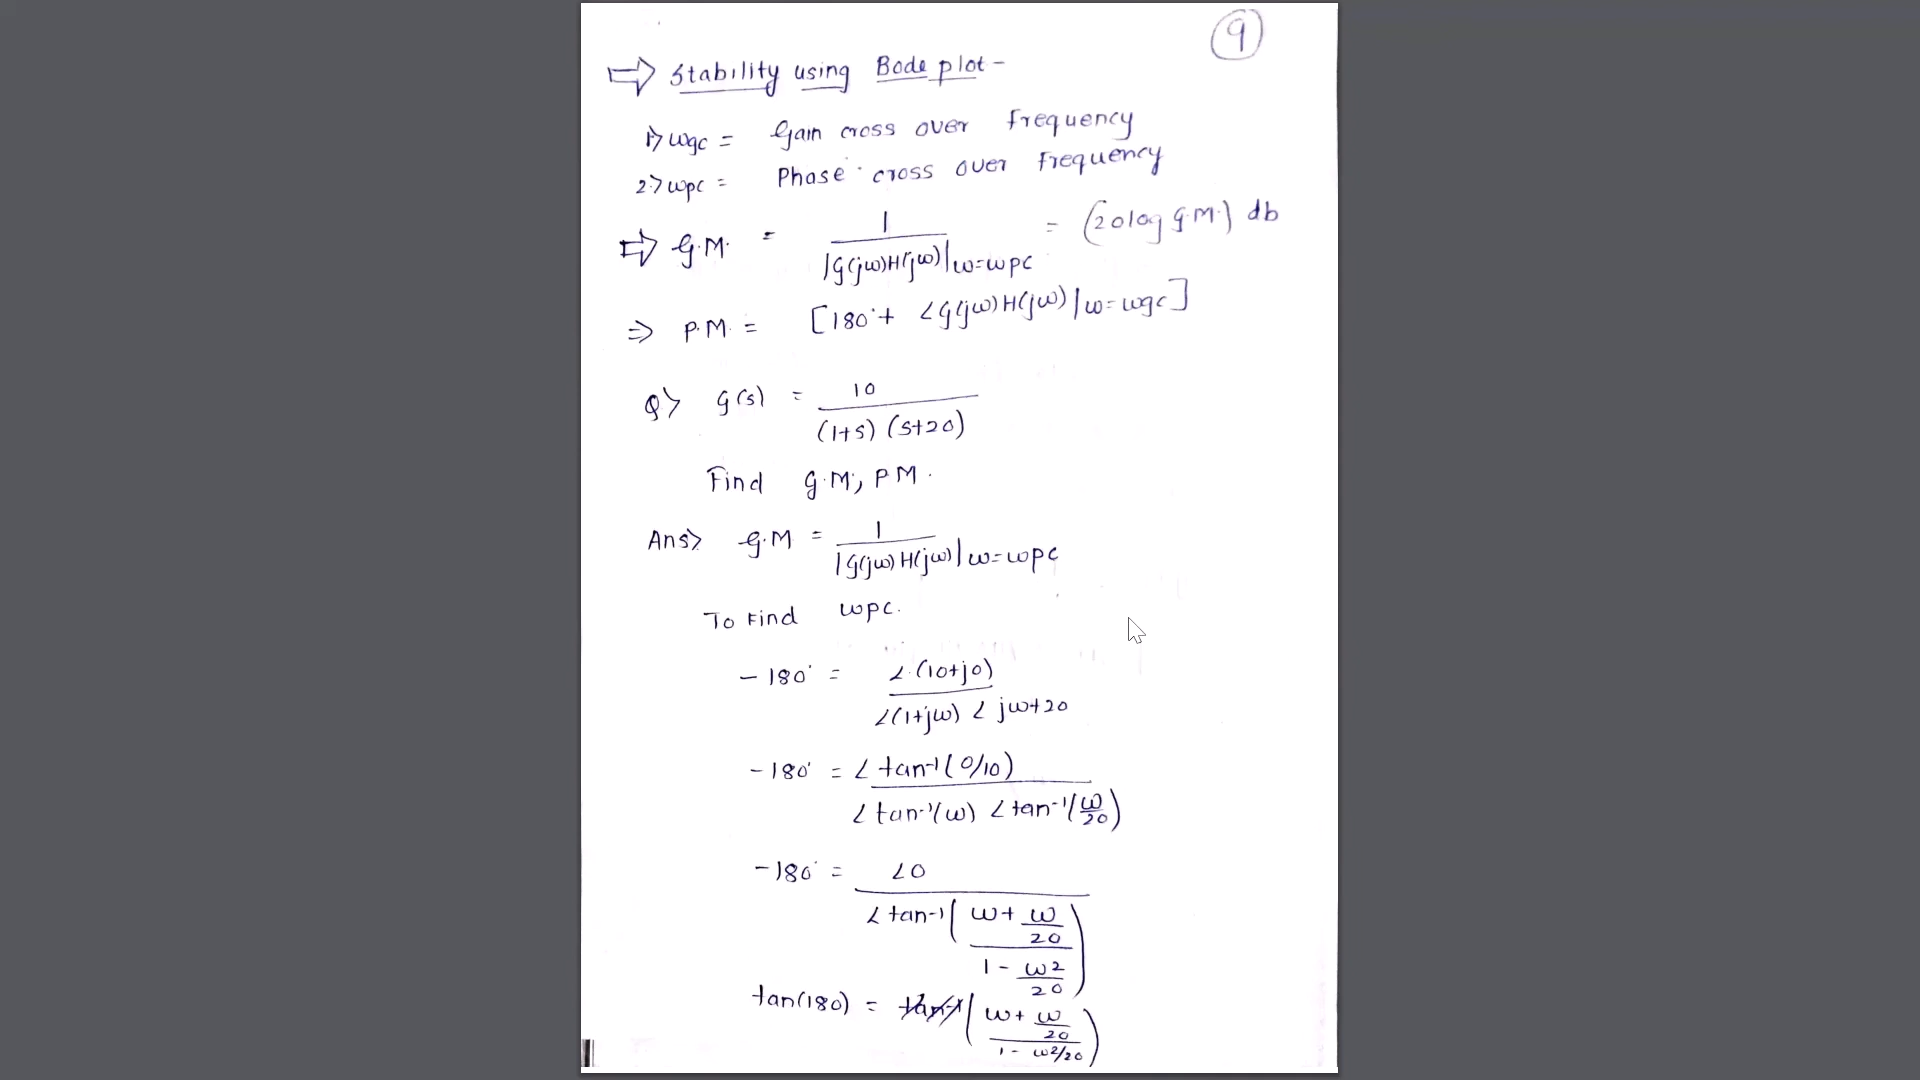 9
⇒ Stability using Bode plot -
1> ωgc = Gain cross over frequency
2.> ωpc = Phase cross over frequency
⇒ G.M. = 1 / |G(jω)H(jω)| ω=ωpc = (20log G.M.) db
⇒ P.M. = [180° + ∠G(jω)H(jω)|ω=ωgc]
Q> G(s) = 10 / (1+s) (s+20)
Find G.M, PM.
Ans> G.M = 1 / |G(jω)H(jω)| ω=ωpc
To Find ωpc.
-180° = ∠(10+j0) / ∠(1+jω) ∠jω+20
-180° = ∠tan-1(0/10) / ∠tan-1(ω) ∠tan-1(ω/20)
-180° = ∠0 / ∠tan-1((ω+ω/20) / (1-ω2/20))
tan(180) = tan-1((ω+ω/20) / (1-ω2/20))